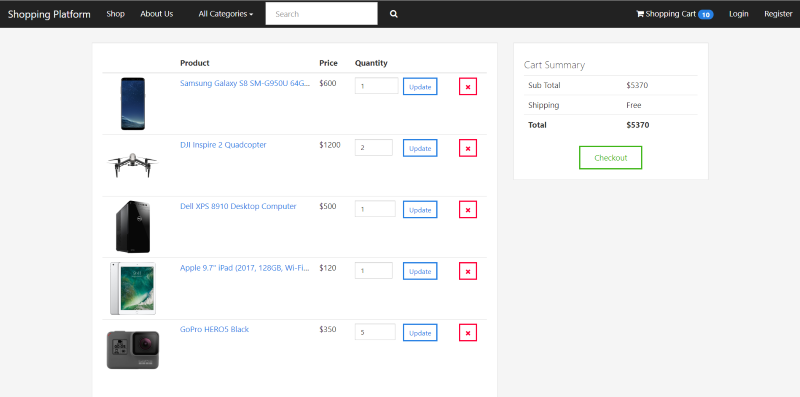 Shopping Platform Shop About Us All Categories Search Shopping Cart 10 Login Register
Product Price Quantity
Samsung Galaxy S8 SM-G950U 64G... $600 1 Update
DJI Inspire 2 Quadcopter $1200 2 Update
Dell XPS 8910 Desktop Computer $500 1 Update
Apple 9.7" iPad (2017, 128GB, Wi-Fi... $120 1 Update
GoPro HERO5 Black $350 5 Update
Cart Summary
Sub Total $5370
Shipping Free
Total $5370
Checkout